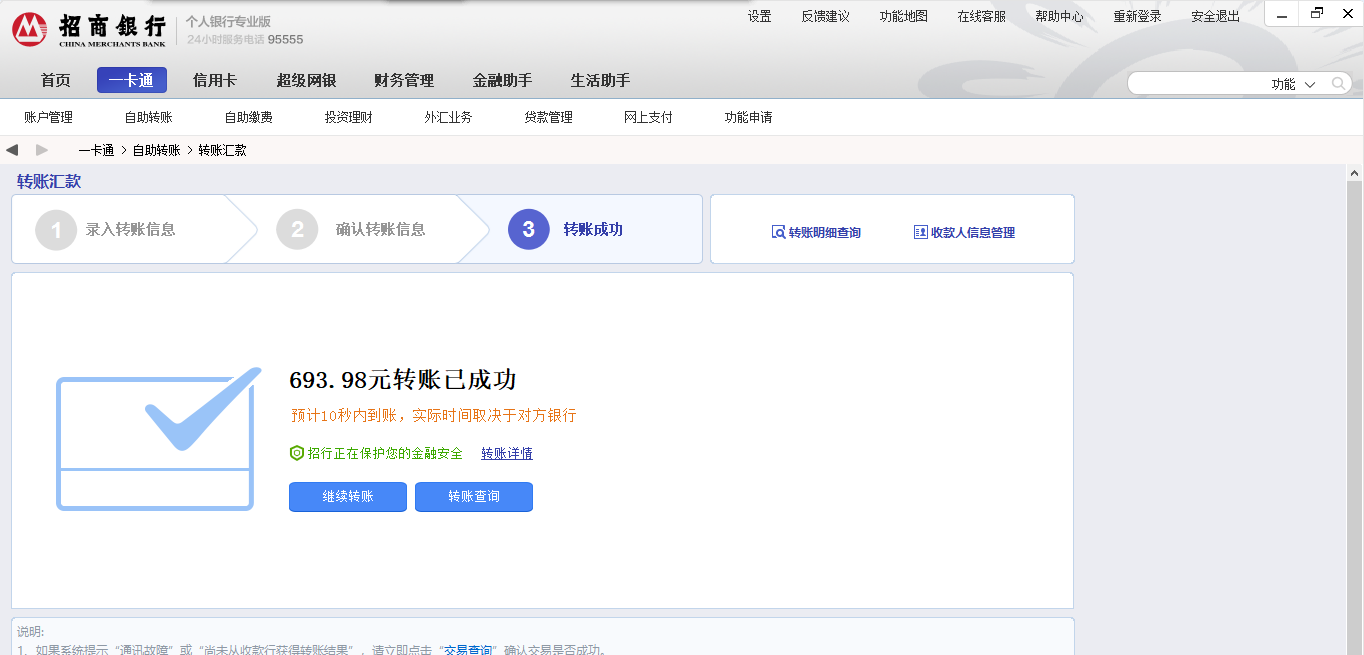 招商银行 个人银行专业版
CHINA MERCHANTS BANK 24小时服务电话 95555
设置 反馈建议 功能地图 在线客服 帮助中心 重新登录 安全退出
首页 一卡通 信用卡 超级网银 财务管理 金融助手 生活助手
功能
账户管理 自助转账 自助缴费 投资理财 外汇业务 贷款管理 网上支付 功能申请
一卡通 > 自助转账 > 转账汇款
转账汇款
1 录入转账信息 2 确认转账信息 3 转账成功
转账明细查询 收款人信息管理
693.98元转账已成功
预计10秒内到账，实际时间取决于对方银行
招行正在保护您的金融安全 转账详情
继续转账 转账查询
说明:
1、如果系统提示“通讯故障”或“尚未从收款行获得转账结果”，请立即点击“交易查询”确认交易是否成功。